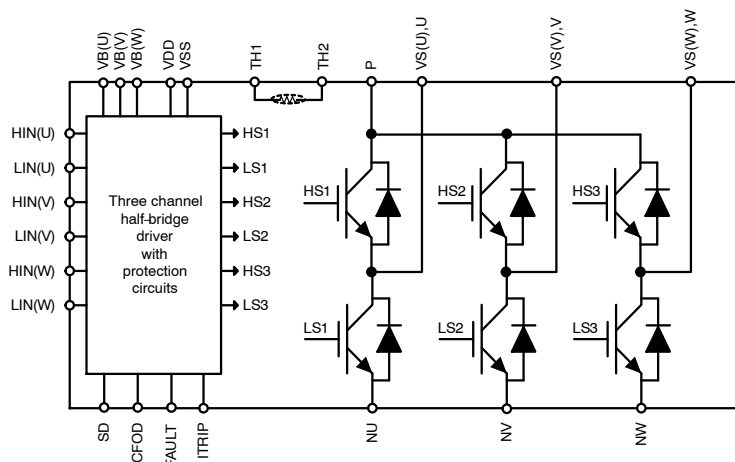 VB(U)
VB(V)
VB(W)
VDD
VSS
TH1
TH2
P
VS(U),U
VS(V),V
VS(W),W
HIN(U)
LIN(U)
HIN(V)
LIN(V)
HIN(W)
LIN(W)
Three channel
half-bridge
driver
with
protection
circuits
HS1
LS1
HS2
LS2
HS3
LS3
HS1
HS2
HS3
LS1
LS2
LS3
SD
CFOD
FAULT
ITRIP
NU
NV
NW